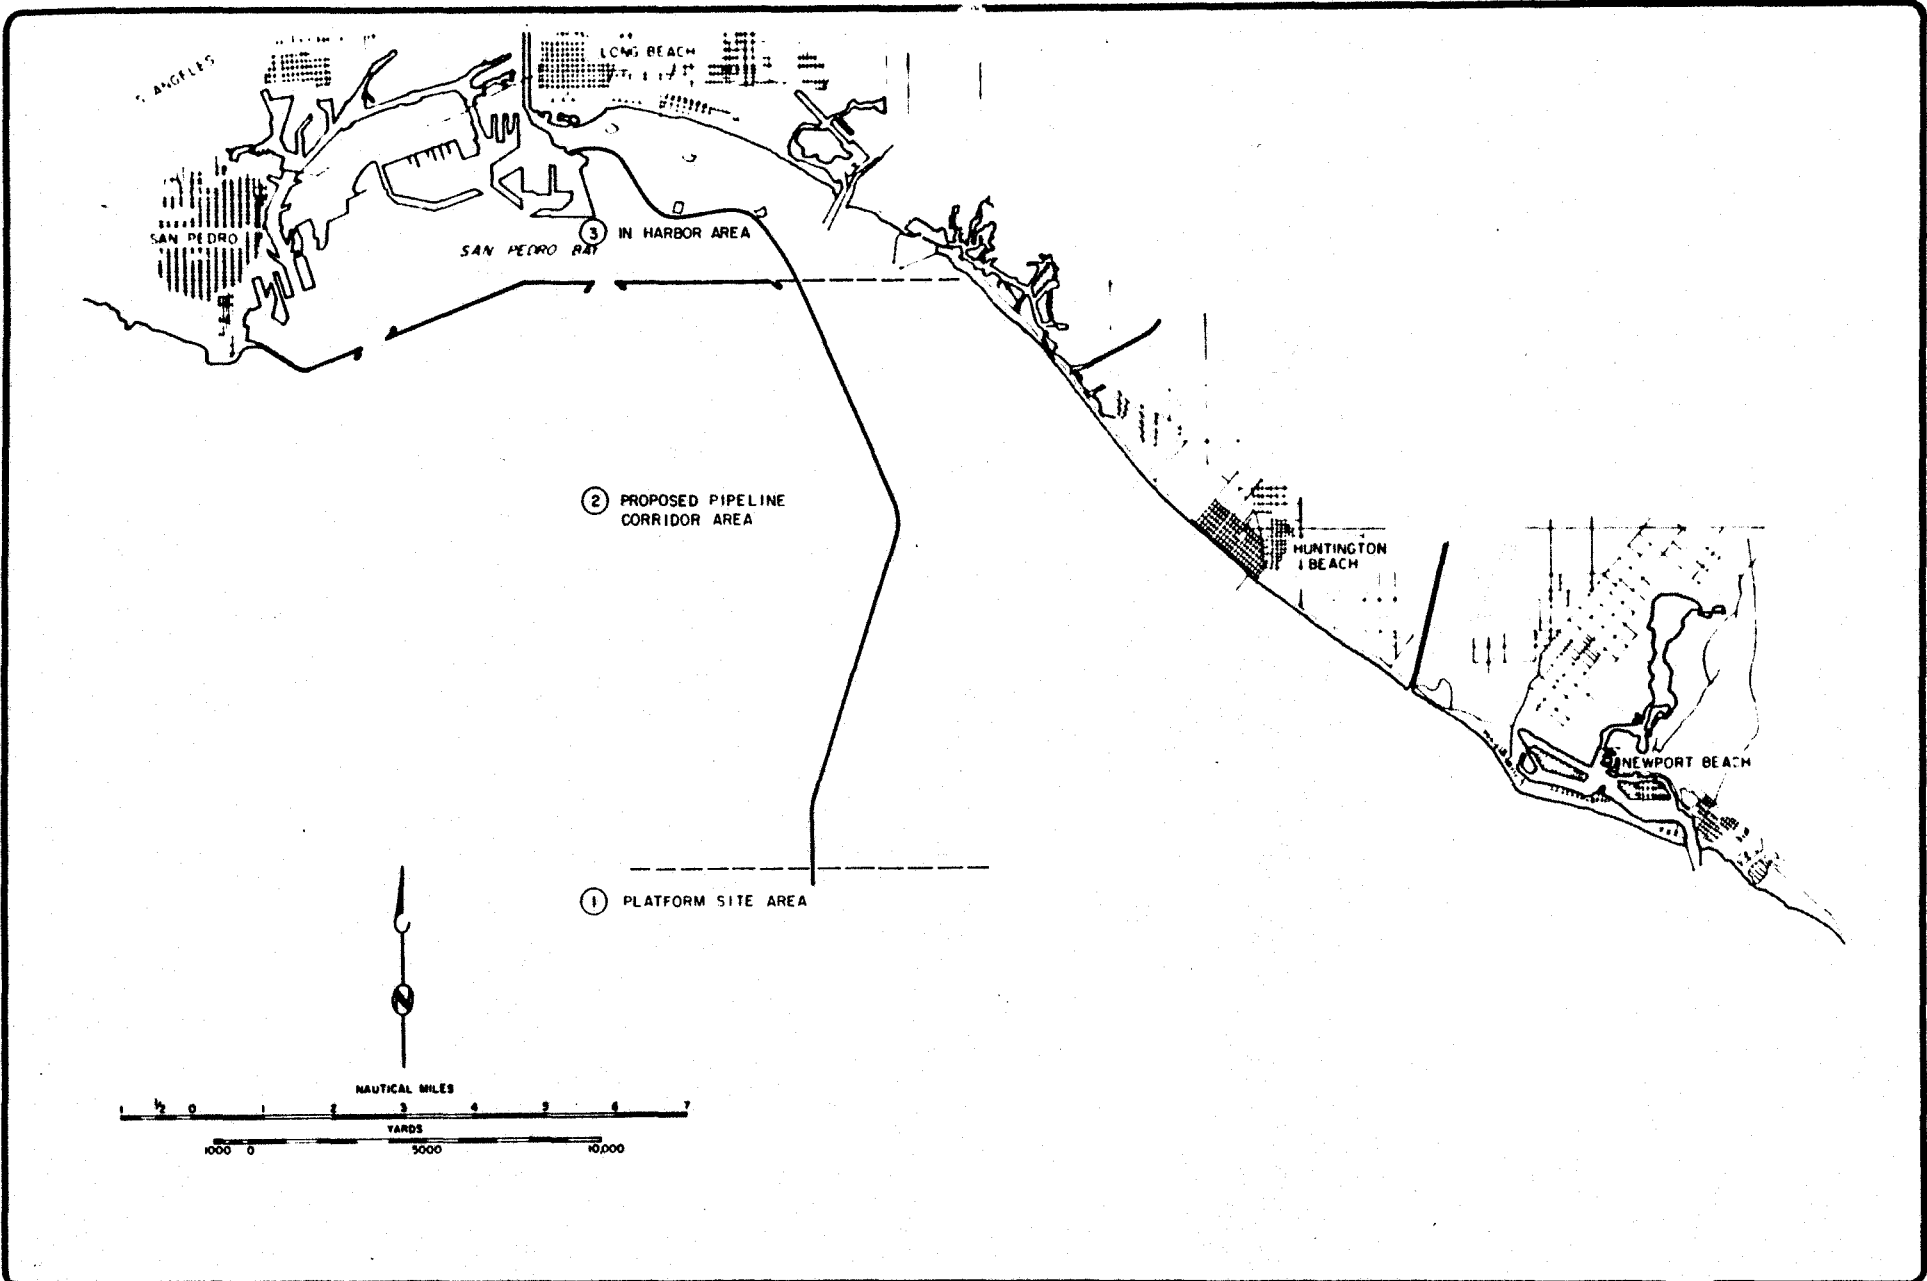 LONG BEACH
SAN PEDRO
SAN PEDRO BAY
3 IN HARBOR AREA
2 PROPOSED PIPELINE
CORRIDOR AREA
HUNTINGTON
BEACH
NEWPORT BEACH
1 PLATFORM SITE AREA
N
NAUTICAL MILES
1 ½ 0 1 2 3 4 5 6 7
YARDS
1000 0 5000 10,000